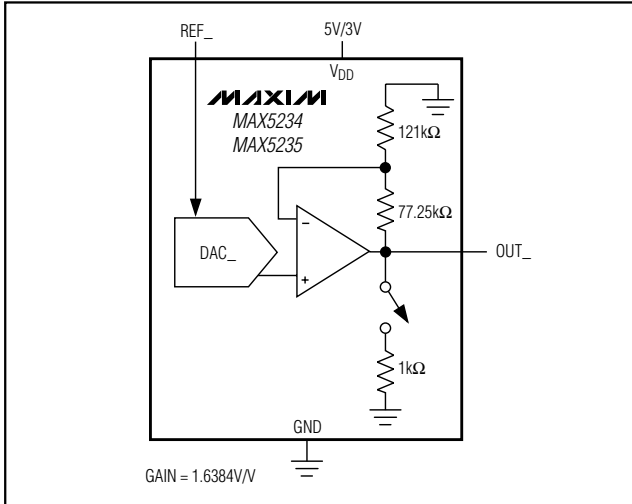 REF_
5V/3V
VDD
MAXIM
MAX5234
MAX5235
121kΩ
77.25kΩ
DAC_
−
+
OUT_
1kΩ
GND
GAIN = 1.6384V/V